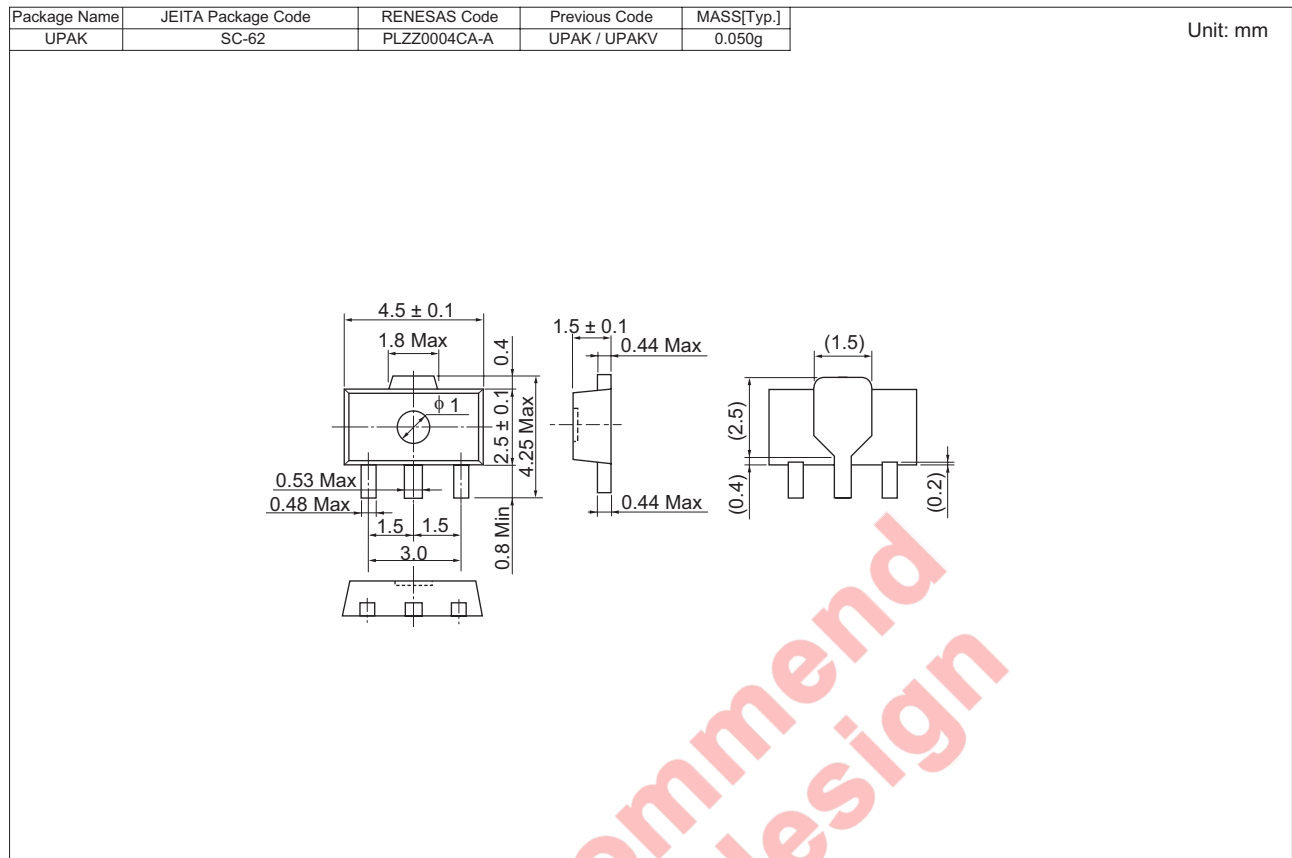 Package Name JEITA Package Code RENESAS Code Previous Code MASS[Typ.]
UPAK SC-62 PLZZ0004CA-A UPAK / UPAKV 0.050g
Unit: mm
4.5 ± 0.1
1.8 Max
0.4
ϕ 1
2.5 ± 0.1
4.25 Max
0.53 Max
0.48 Max
1.5
1.5
3.0
0.8 Min
1.5 ± 0.1
0.44 Max
0.44 Max
(1.5)
(2.5)
(0.4)
(0.2)
ommend
design